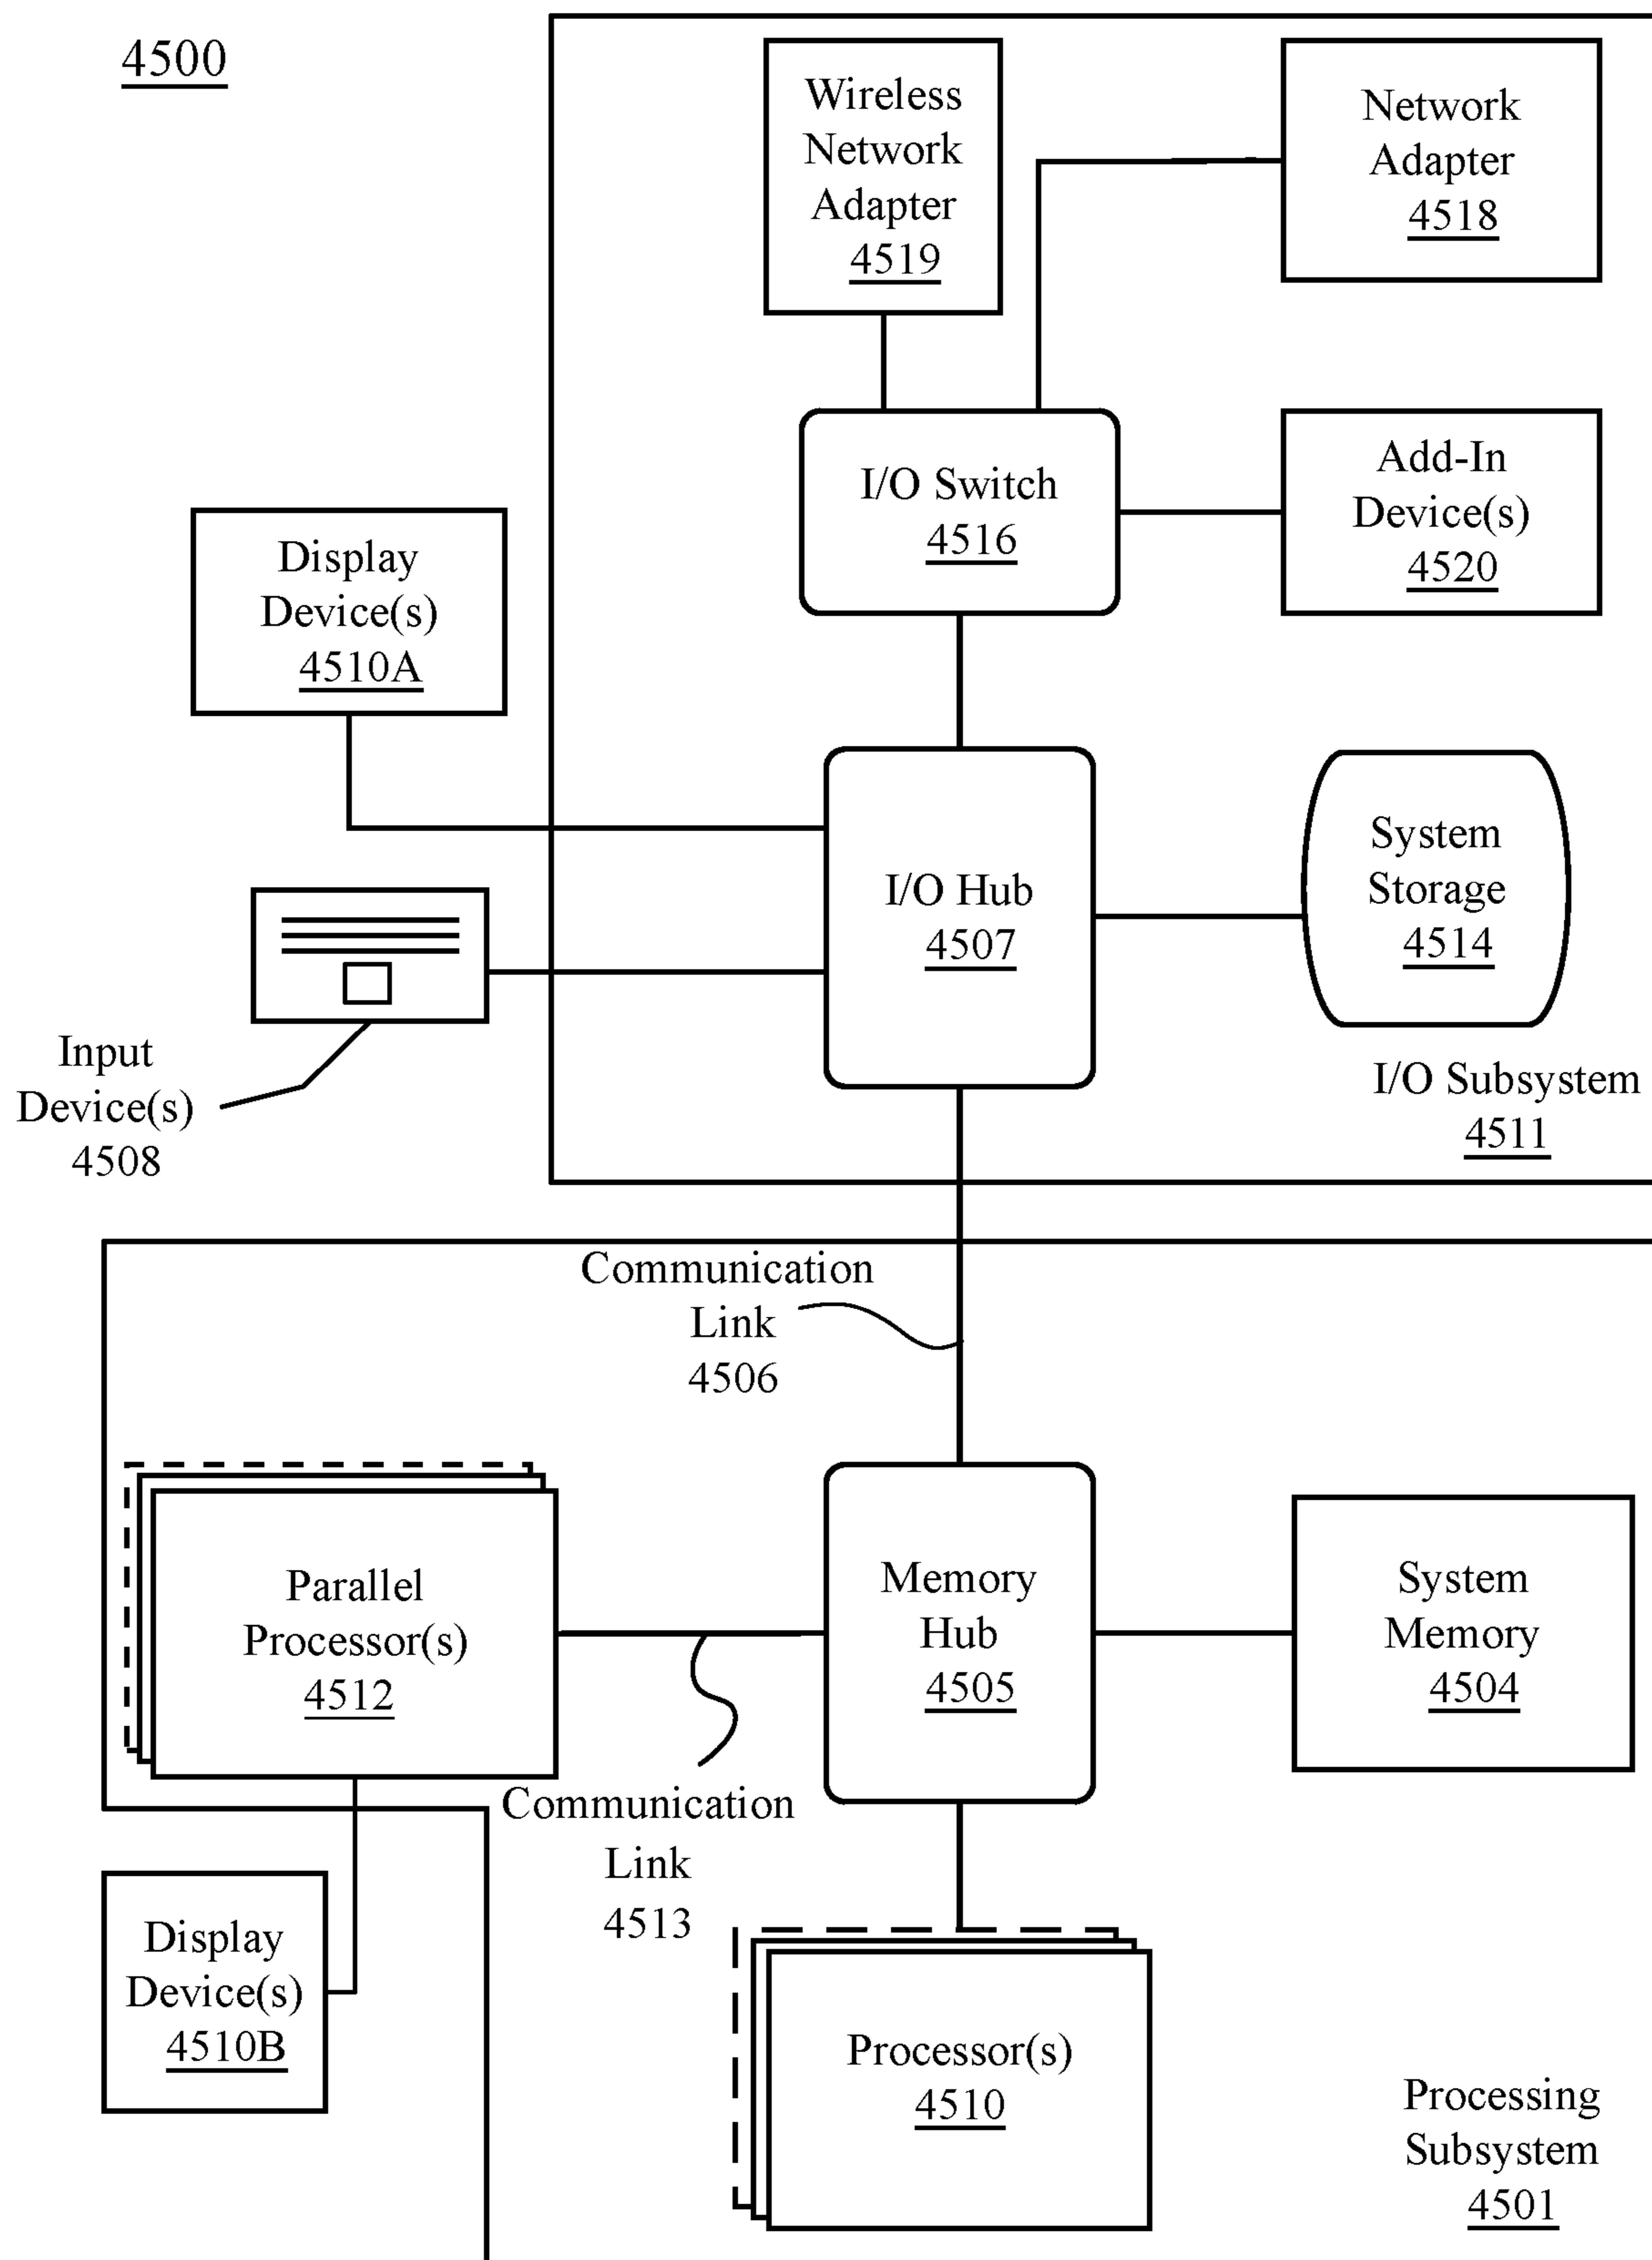 4500
Wireless
Network
Adapter
4519
Network
Adapter
4518
I/O Switch
4516
Add-In
Device(s)
4520
Display
Device(s)
4510A
I/O Hub
4507
System
Storage
4514
Input
Device(s)
4508
I/O Subsystem
4511
Communication
Link
4506
Parallel
Processor(s)
4512
Memory
Hub
4505
System
Memory
4504
Communication
Link
4513
Display
Device(s)
4510B
Processor(s)
4510
Processing
Subsystem
4501